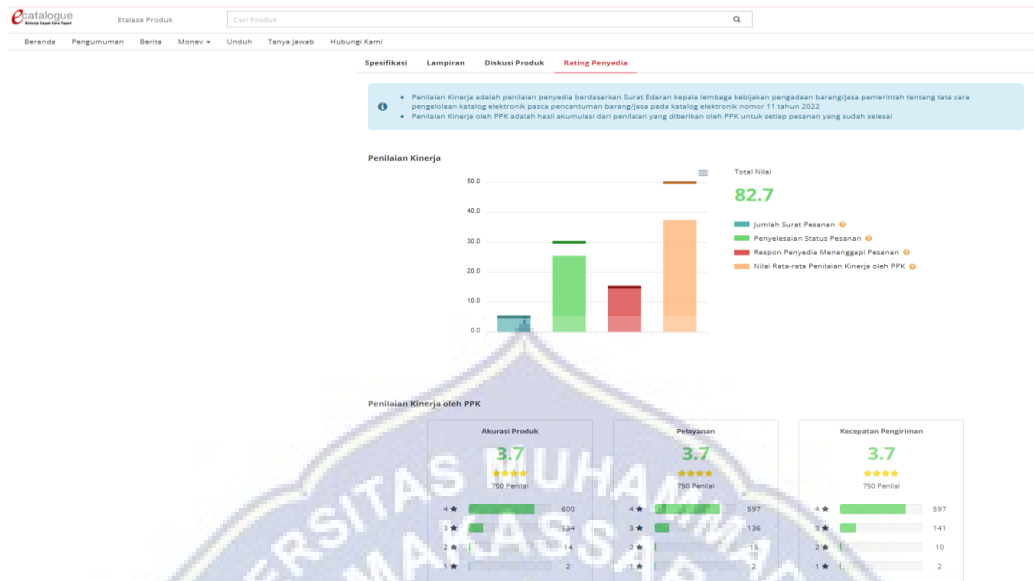 ecatalogue
Belanja Cepat Cara Tepat
Etalase Produk
Cari Produk
Beranda Pengumuman Berita Monev Unduh Tanya Jawab Hubungi Kami
Spesifikasi Lampiran Diskusi Produk Rating Penyedia
Penilaian Kinerja adalah penilaian penyedia berdasarkan Surat Edaran kepala lembaga kebijakan pengadaan barang/jasa pemerintah tentang tata cara
pengelolaan katalog elektronik pasca pencantuman barang/jasa pada katalog elektronik nomor 11 tahun 2022
Penilaian Kinerja oleh PPK adalah hasil akumulasi dari penilaian yang diberikan oleh PPK untuk setiap pesanan yang sudah selesai
Penilaian Kinerja
50.0
40.0
30.0
20.0
10.0
0.0
Total Nilai
82.7
Jumlah Surat Pesanan
Penyelesaian Status Pesanan
Respon Penyedia Menanggapi Pesanan
Nilai Rata-rata Penilaian Kinerja oleh PPK
Penilaian Kinerja oleh PPK
Akurasi Produk
3.7
750 Penilai
4 ★ 600
3 ★ 134
2 ★ 14
1 ★ 2
Pelayanan
3.7
750 Penilai
4 ★ 597
3 ★ 136
2 ★ 15
1 ★ 2
Kecepatan Pengiriman
3.7
750 Penilai
4 ★ 597
3 ★ 141
2 ★ 10
1 ★ 2